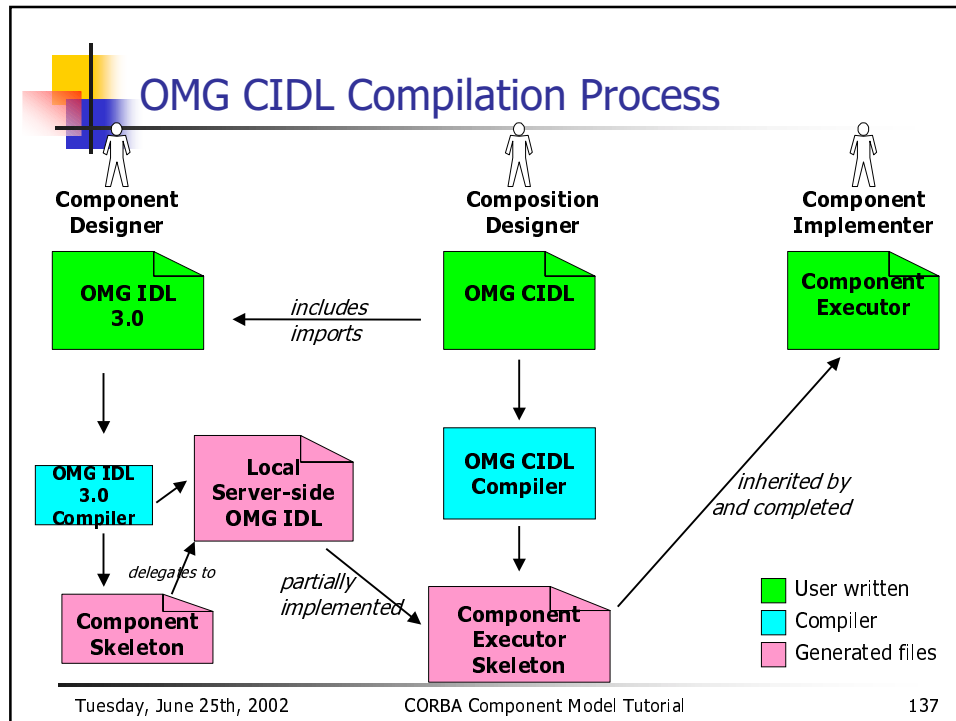 OMG CIDL Compilation Process
Component
Designer
Composition
Designer
Component
Implementer
OMG IDL
3.0
includes
imports
OMG CIDL
Component
Executor
OMG IDL
3.0
Compiler
Local
Server-side
OMG IDL
OMG CIDL
Compiler
inherited by
and completed
delegates to
partially
implemented
Component
Skeleton
Component
Executor
Skeleton
User written
Compiler
Generated files
Tuesday, June 25th, 2002
CORBA Component Model Tutorial
137